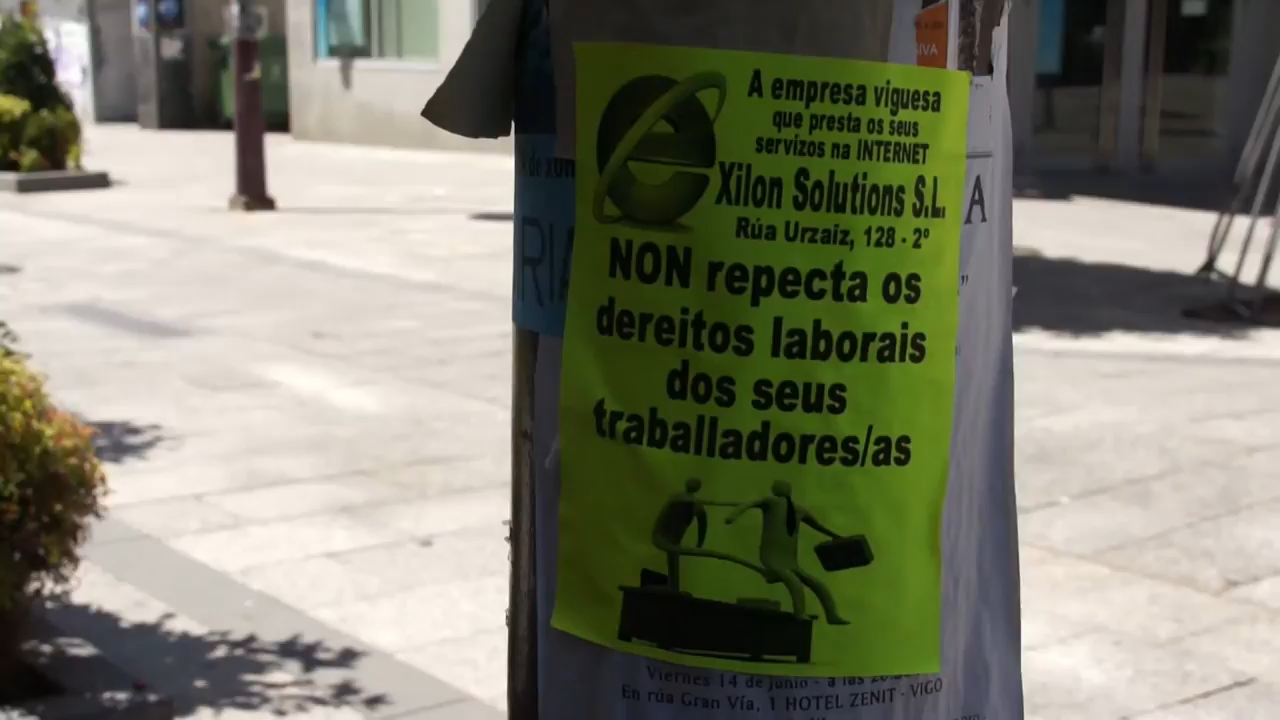 A empresa viguesa
que presta os seus
servizos na INTERNET
Xilon Solutions S.L.
Rúa Urzaiz, 128 - 2º
NON repecta os
dereitos laborais
dos seus
traballadores/as
Viernes 14 de junio - a las
En rúa Gran Vía, 1 HOTEL ZENIT - VIGO
A